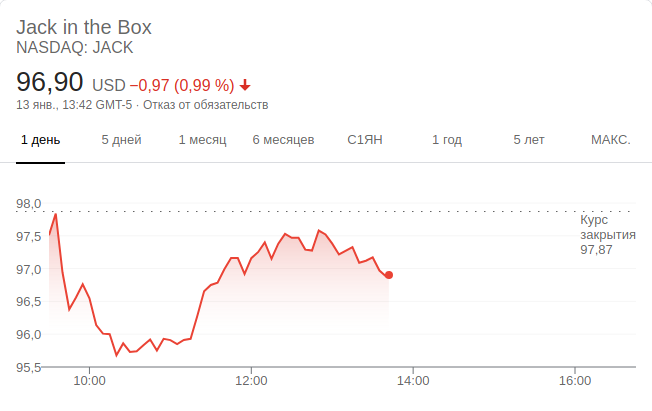 Jack in the Box
NASDAQ: JACK
96,90 USD −0,97 (0,99 %)
13 янв., 13:42 GMT-5 · Отказ от обязательств
1 день 5 дней 1 месяц 6 месяцев С1ЯН 1 год 5 лет МАКС.
98,0
Курс
закрытия
97,87
97,5
97,0
96,5
96,0
95,5
10:00 12:00 14:00 16:00